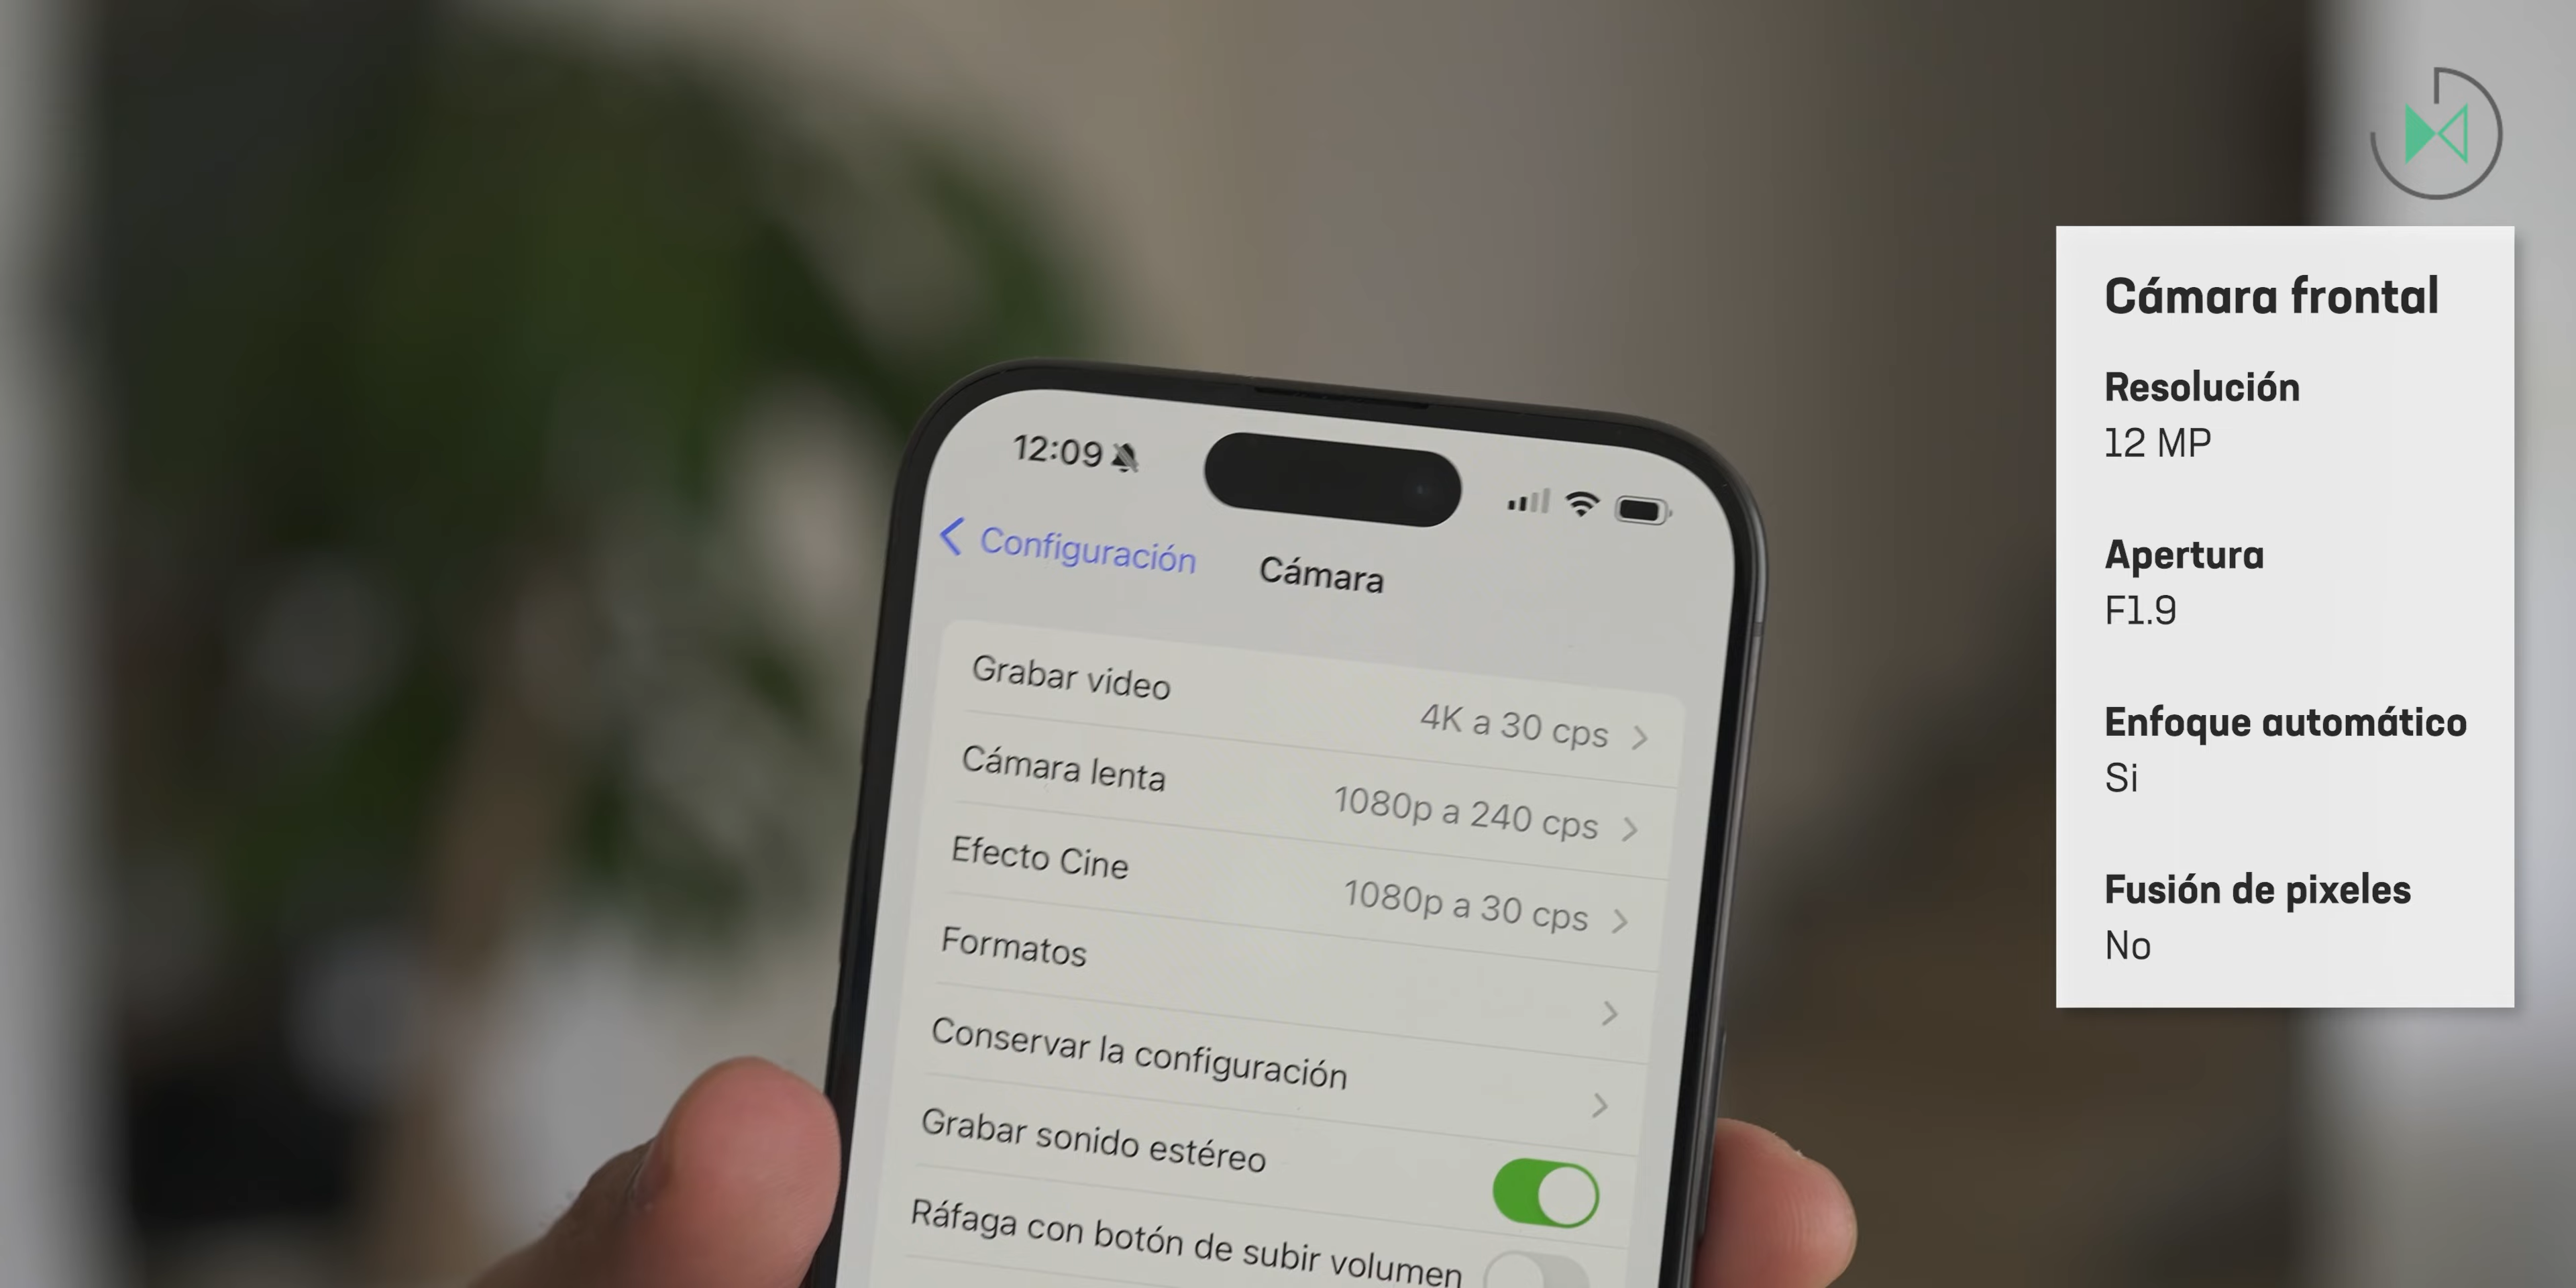 12:09
Configuración
Cámara
Grabar video
4K a 30 cps
Cámara lenta
1080p a 240 cps
Efecto Cine
1080p a 30 cps
Formatos
Conservar la configuración
Grabar sonido estéreo
Ráfaga con botón de subir volumen
Cámara frontal
Resolución
12 MP
Apertura
F1.9
Enfoque automático
Si
Fusión de pixeles
No